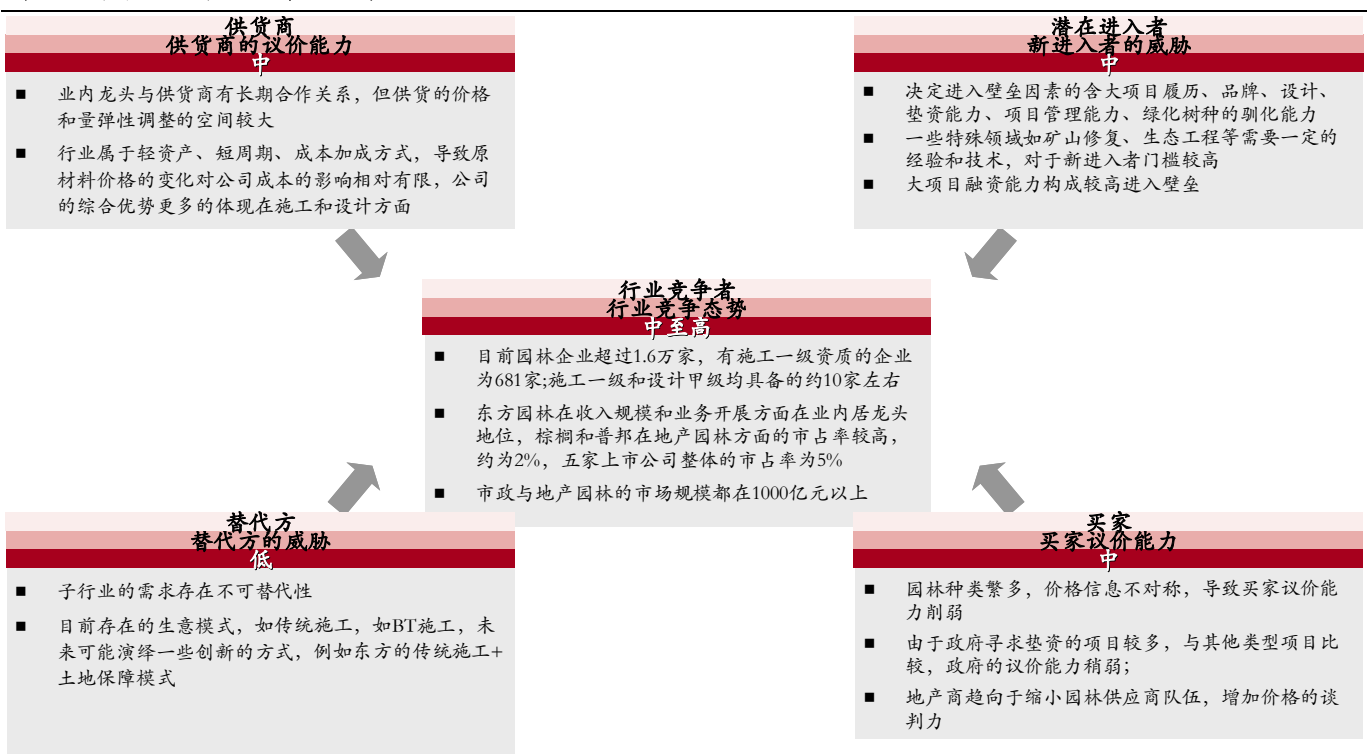 供货商
供货商的议价能力
中
■ 业内龙头与供货商有长期合作关系，但供货的价格
和量弹性调整的空间较大
■ 行业属于轻资产、短周期、成本加成方式，导致原
材料价格的变化对公司成本的影响相对有限，公司
的综合优势更多的体现在施工和设计方面
潜在进入者
新进入者的威胁
中
■ 决定进入壁垒因素的含大项目履历、品牌、设计、
垫资能力、项目管理能力、绿化树种的驯化能力
■ 一些特殊领域如矿山修复、生态工程等需要一定的
经验和技术，对于新进入者门槛较高
■ 大项目融资能力构成较高进入壁垒
行业竞争者
行业竞争态势
中至高
■ 目前园林企业超过1.6万家，有施工一级资质的企业
为681家;施工一级和设计甲级均具备的约10家左右
■ 东方园林在收入规模和业务开展方面在业内居龙头
地位，棕榈和普邦在地产园林方面的市占率较高，
约为2%，五家上市公司整体的市占率为5%
■ 市政与地产园林的市场规模都在1000亿元以上
替代方
替代方的威胁
低
■ 子行业的需求存在不可替代性
■ 目前存在的生意模式，如传统施工，如BT施工，未
来可能演绎一些创新的方式，例如东方的传统施工+
土地保障模式
买家
买家议价能力
中
■ 园林种类繁多，价格信息不对称，导致买家议价能
力削弱
■ 由于政府寻求垫资的项目较多，与其他类型项目比
较，政府的议价能力稍弱；
■ 地产商趋向于缩小园林供应商队伍，增加价格的谈
判力